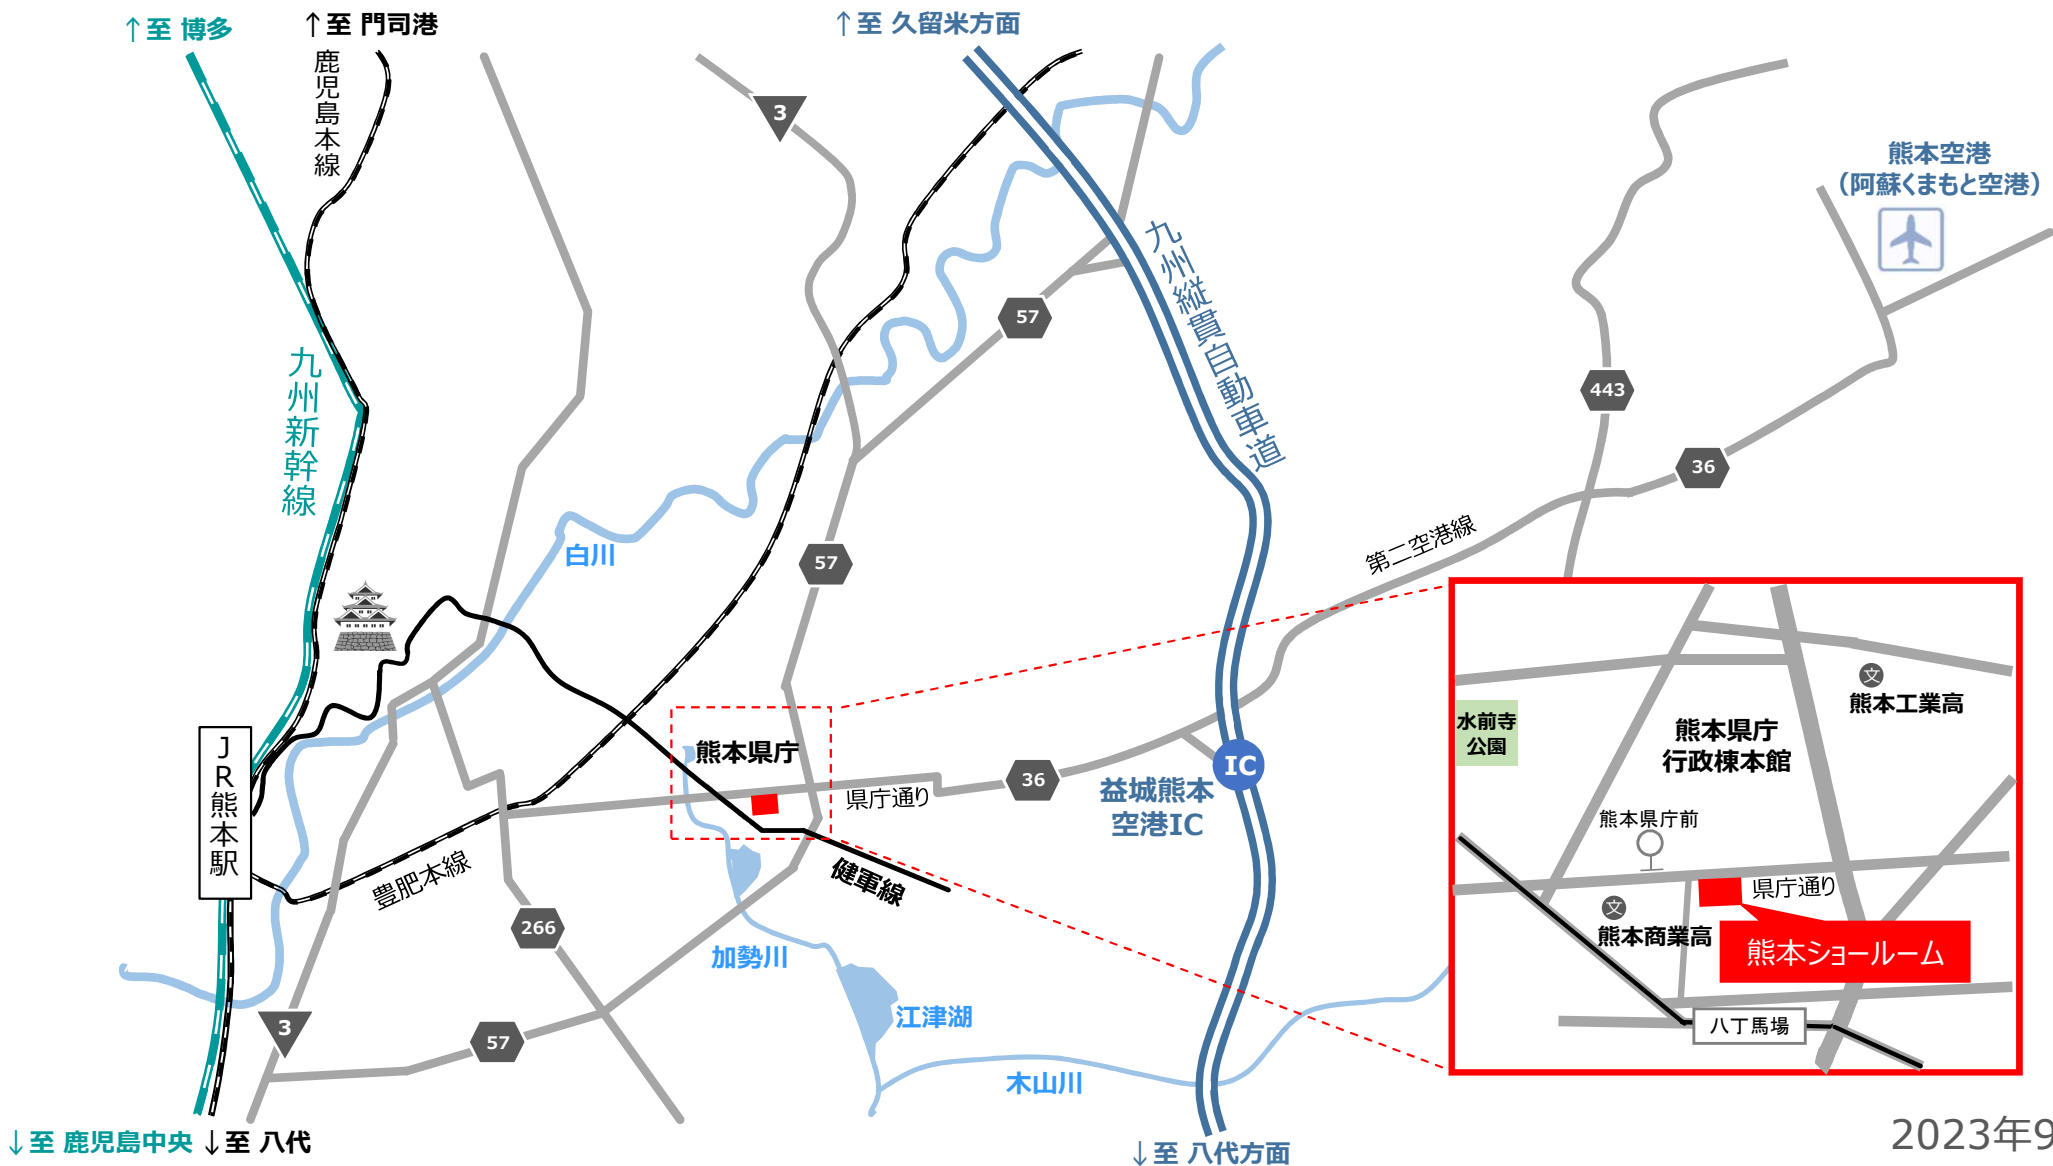 ↑至 博多
↑至 門司港
↑至 久留米方面
鹿児島本線
3
熊本空港
（阿蘇くまもと空港）
九州縦貫自動車道
57
九州新幹線
443
36
第二空港線
白川
57
JR熊本駅
熊本県庁
36
県庁通り
IC
益城熊本
空港IC
豊肥本線
健軍線
266
加勢川
江津湖
3
57
木山川
水前寺
公園
文
熊本工業高
熊本県庁
行政棟本館
熊本県庁前
県庁通り
文
熊本商業高
熊本ショールーム
八丁馬場
↓至 鹿児島中央
↓至 八代
↓至 八代方面
2023年9